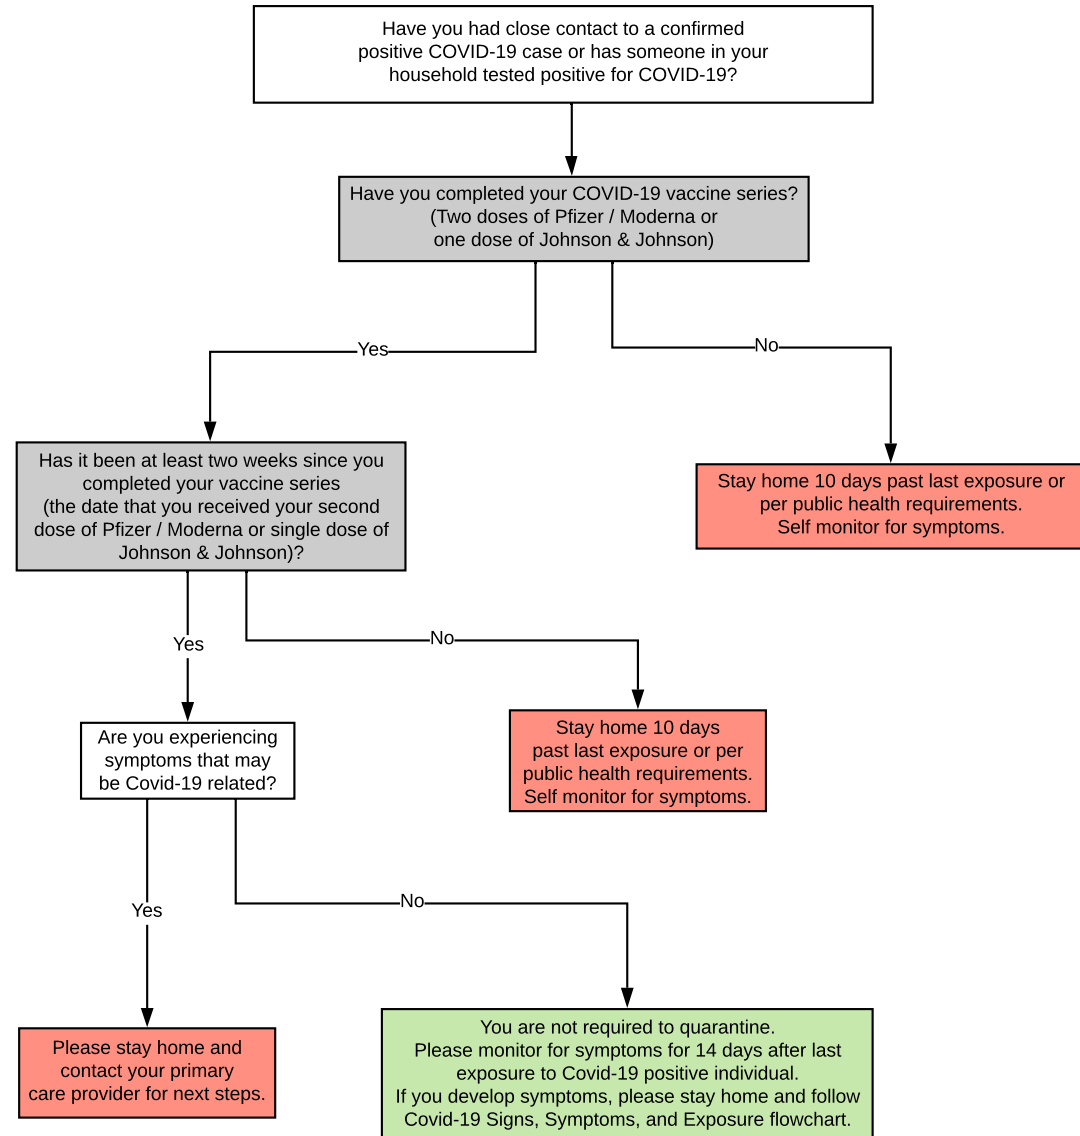 Have you had close contact to a confirmed
positive COVID-19 case or has someone in your
household tested positive for COVID-19?
Have you completed your COVID-19 vaccine series?
(Two doses of Pfizer / Moderna or
one dose of Johnson & Johnson)
Yes
No
Has it been at least two weeks since you
completed your vaccine series
(the date that you received your second
dose of Pfizer / Moderna or single dose of
Johnson & Johnson)?
Stay home 10 days past last exposure or
per public health requirements.
Self monitor for symptoms.
Yes
No
Are you experiencing
symptoms that may
be Covid-19 related?
Stay home 10 days
past last exposure or per
public health requirements.
Self monitor for symptoms.
Yes
No
Please stay home and
contact your primary
care provider for next steps.
You are not required to quarantine.
Please monitor for symptoms for 14 days after last
exposure to Covid-19 positive individual.
If you develop symptoms, please stay home and follow
Covid-19 Signs, Symptoms, and Exposure flowchart.